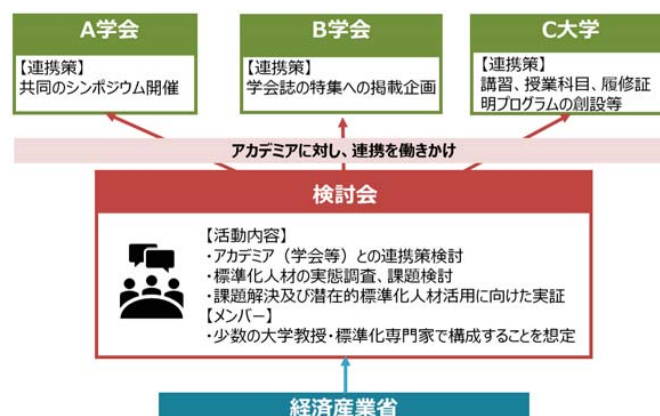 A学会
【連携策】
共同のシンポジウム開催
B学会
【連携策】
学会誌の特集への掲載企画
C大学
【連携策】
講習、授業科目、履修証
明プログラムの創設等
アカデミアに対し、連携を働きかけ
検討会
【活動内容】
・アカデミア（学会等）との連携策検討
・標準化人材の実態調査、課題検討
・課題解決及び潜在的標準化人材活用に向けた実証
【メンバー】
・少数の大学教授・標準化専門家で構成することを想定
経済産業省